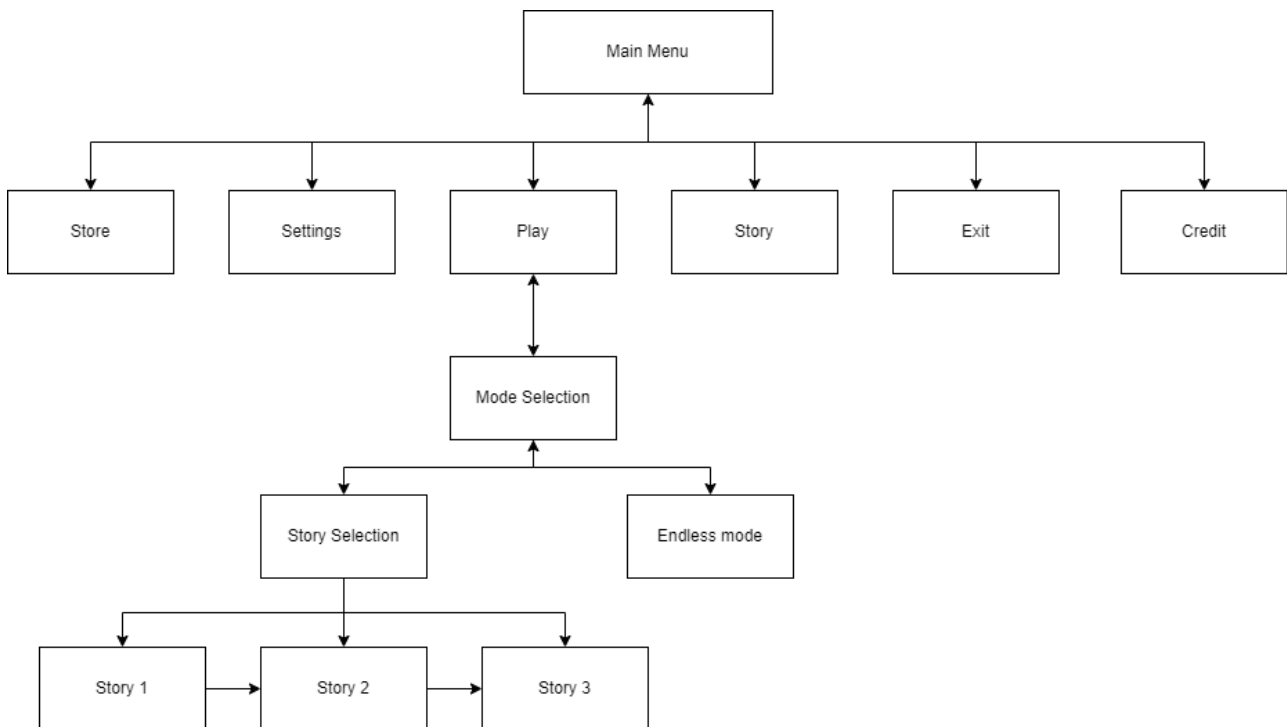 Main Menu
Store
Settings
Play
Story
Exit
Credit
Mode Selection
Story Selection
Endless mode
Story 1
Story 2
Story 3